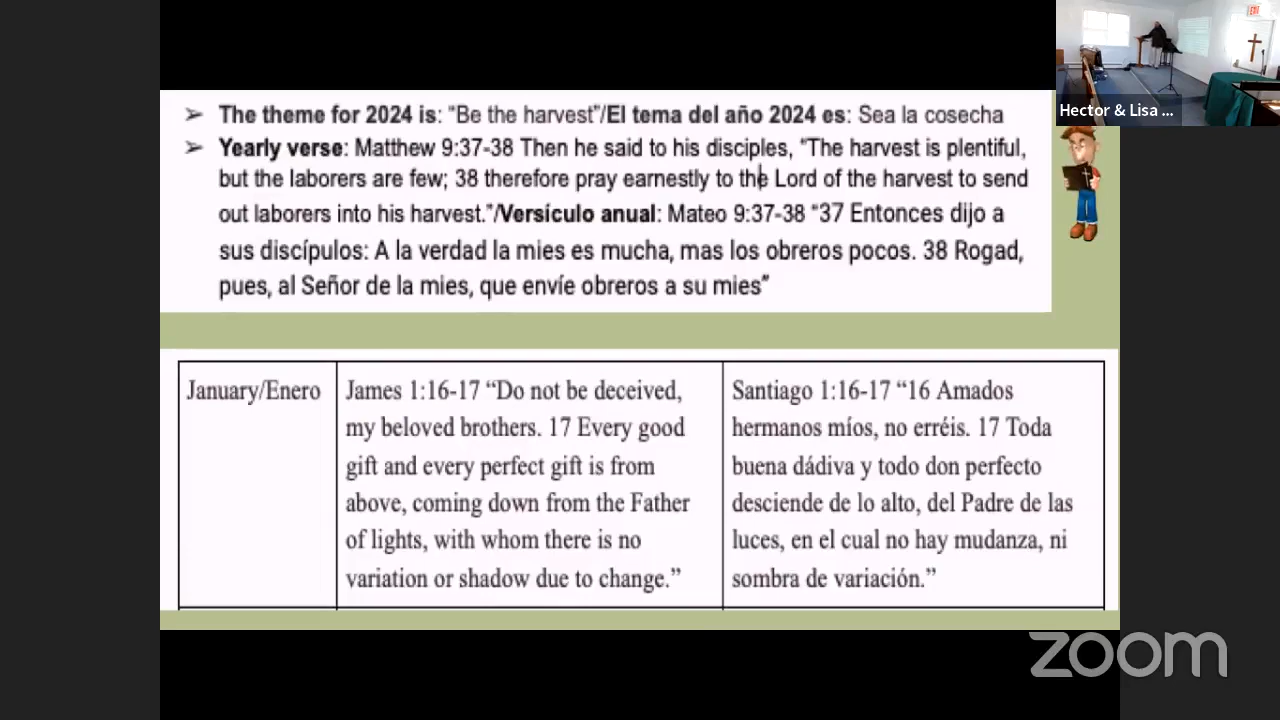 ➢ The theme for 2024 is: “Be the harvest”/El tema del año 2024 es: Sea la cosecha
➢ Yearly verse: Matthew 9:37-38 Then he said to his disciples, “The harvest is plentiful,
but the laborers are few; 38 therefore pray earnestly to the Lord of the harvest to send
out laborers into his harvest.”/Versículo anual: Mateo 9:37-38 “37 Entonces dijo a
sus discípulos: A la verdad la mies es mucha, mas los obreros pocos. 38 Rogad,
pues, al Señor de la mies, que envíe obreros a su mies”
January/Enero
James 1:16-17 “Do not be deceived,
my beloved brothers. 17 Every good
gift and every perfect gift is from
above, coming down from the Father
of lights, with whom there is no
variation or shadow due to change.”
Santiago 1:16-17 “16 Amados
hermanos míos, no erréis. 17 Toda
buena dádiva y todo don perfecto
desciende de lo alto, del Padre de las
luces, en el cual no hay mudanza, ni
sombra de variación.”
EXIT
Hector & Lisa ...
zoom